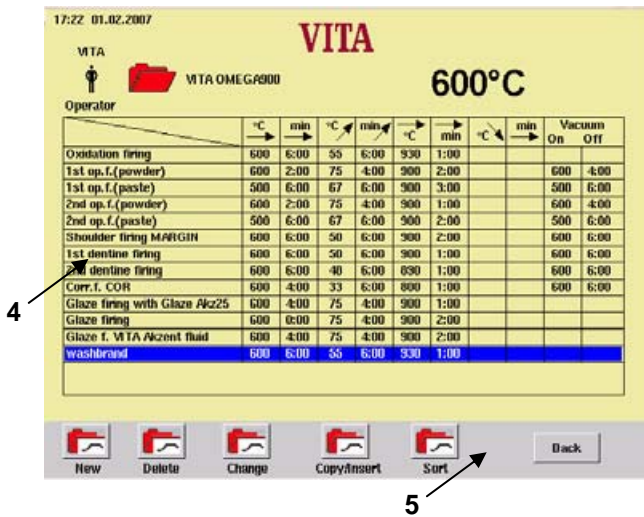 17:22 01.02.2007
VITA
VITA
VITA OMEGA900
600°C
Operator
°C min °C min °C min °C min Vacuum
On Off
Oxidation firing 600 6:00 55 6:00 930 1:00
1st op.f.(powder) 600 2:00 75 4:00 900 2:00 600 4:00
1st op.f.(paste) 500 6:00 67 6:00 900 3:00 500 6:00
2nd op.f.(powder) 600 2:00 75 4:00 900 1:00 600 4:00
2nd op.f.(paste) 500 6:00 67 6:00 900 2:00 500 6:00
Shoulder firing MARGIN 600 6:00 50 6:00 900 2:00 600 6:00
1st dentine firing 600 6:00 50 6:00 900 1:00 600 6:00
2nd dentine firing 600 6:00 48 6:00 890 1:00 600 6:00
Corr.f. COR 600 4:00 33 6:00 800 1:00 600 6:00
Glaze firing with Glaze Akz25 600 4:00 75 4:00 900 1:00
Glaze firing 600 0:00 75 4:00 900 2:00
Glaze f. VITA Akzent fluid 600 4:00 75 4:00 900 2:00
washbrand 600 6:00 55 6:00 930 1:00
4
New Delete Change Copy/Insert Sort Back
5